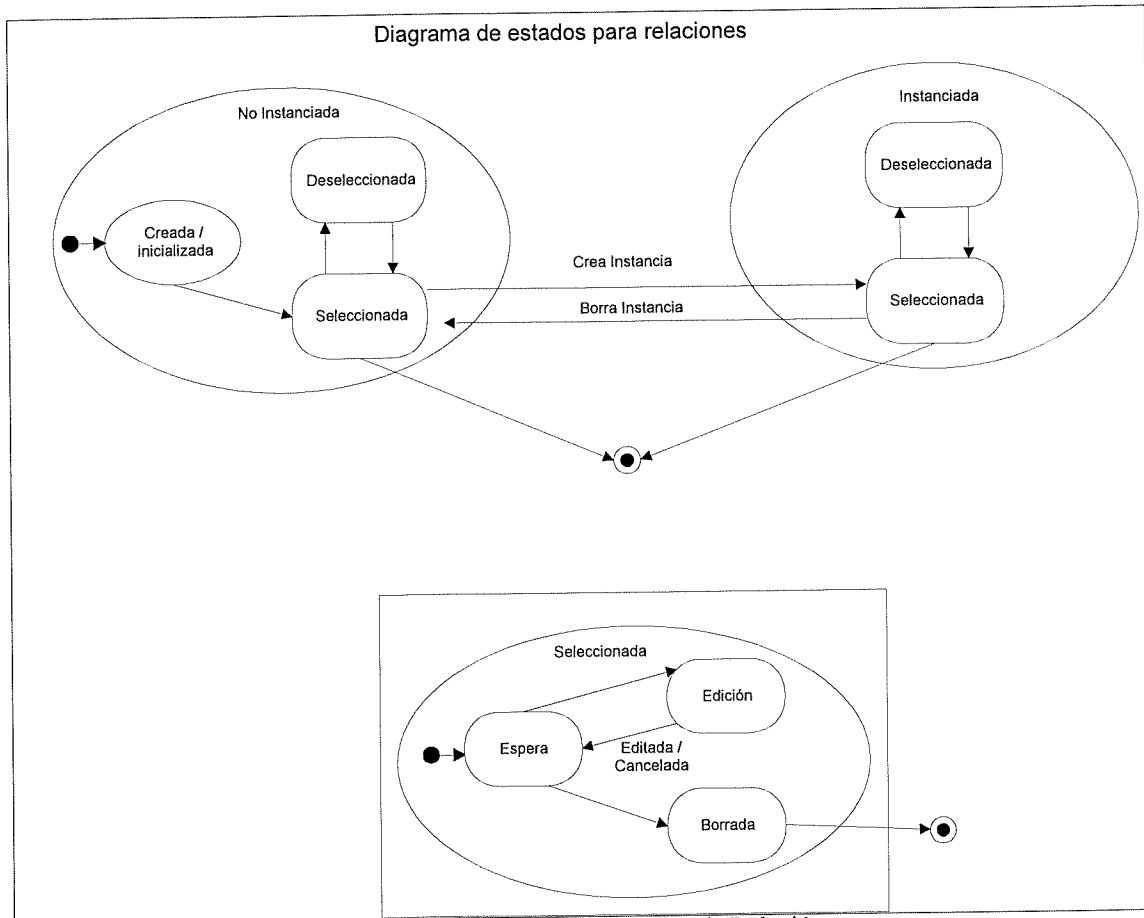 Diagrama de estados para relaciones
No Instanciada
Deseleccionada
Creada /
inicializada
Seleccionada
Crea Instancia
Borra Instancia
Instanciada
Deseleccionada
Seleccionada
Seleccionada
Edición
Espera
Editada /
Cancelada
Borrada